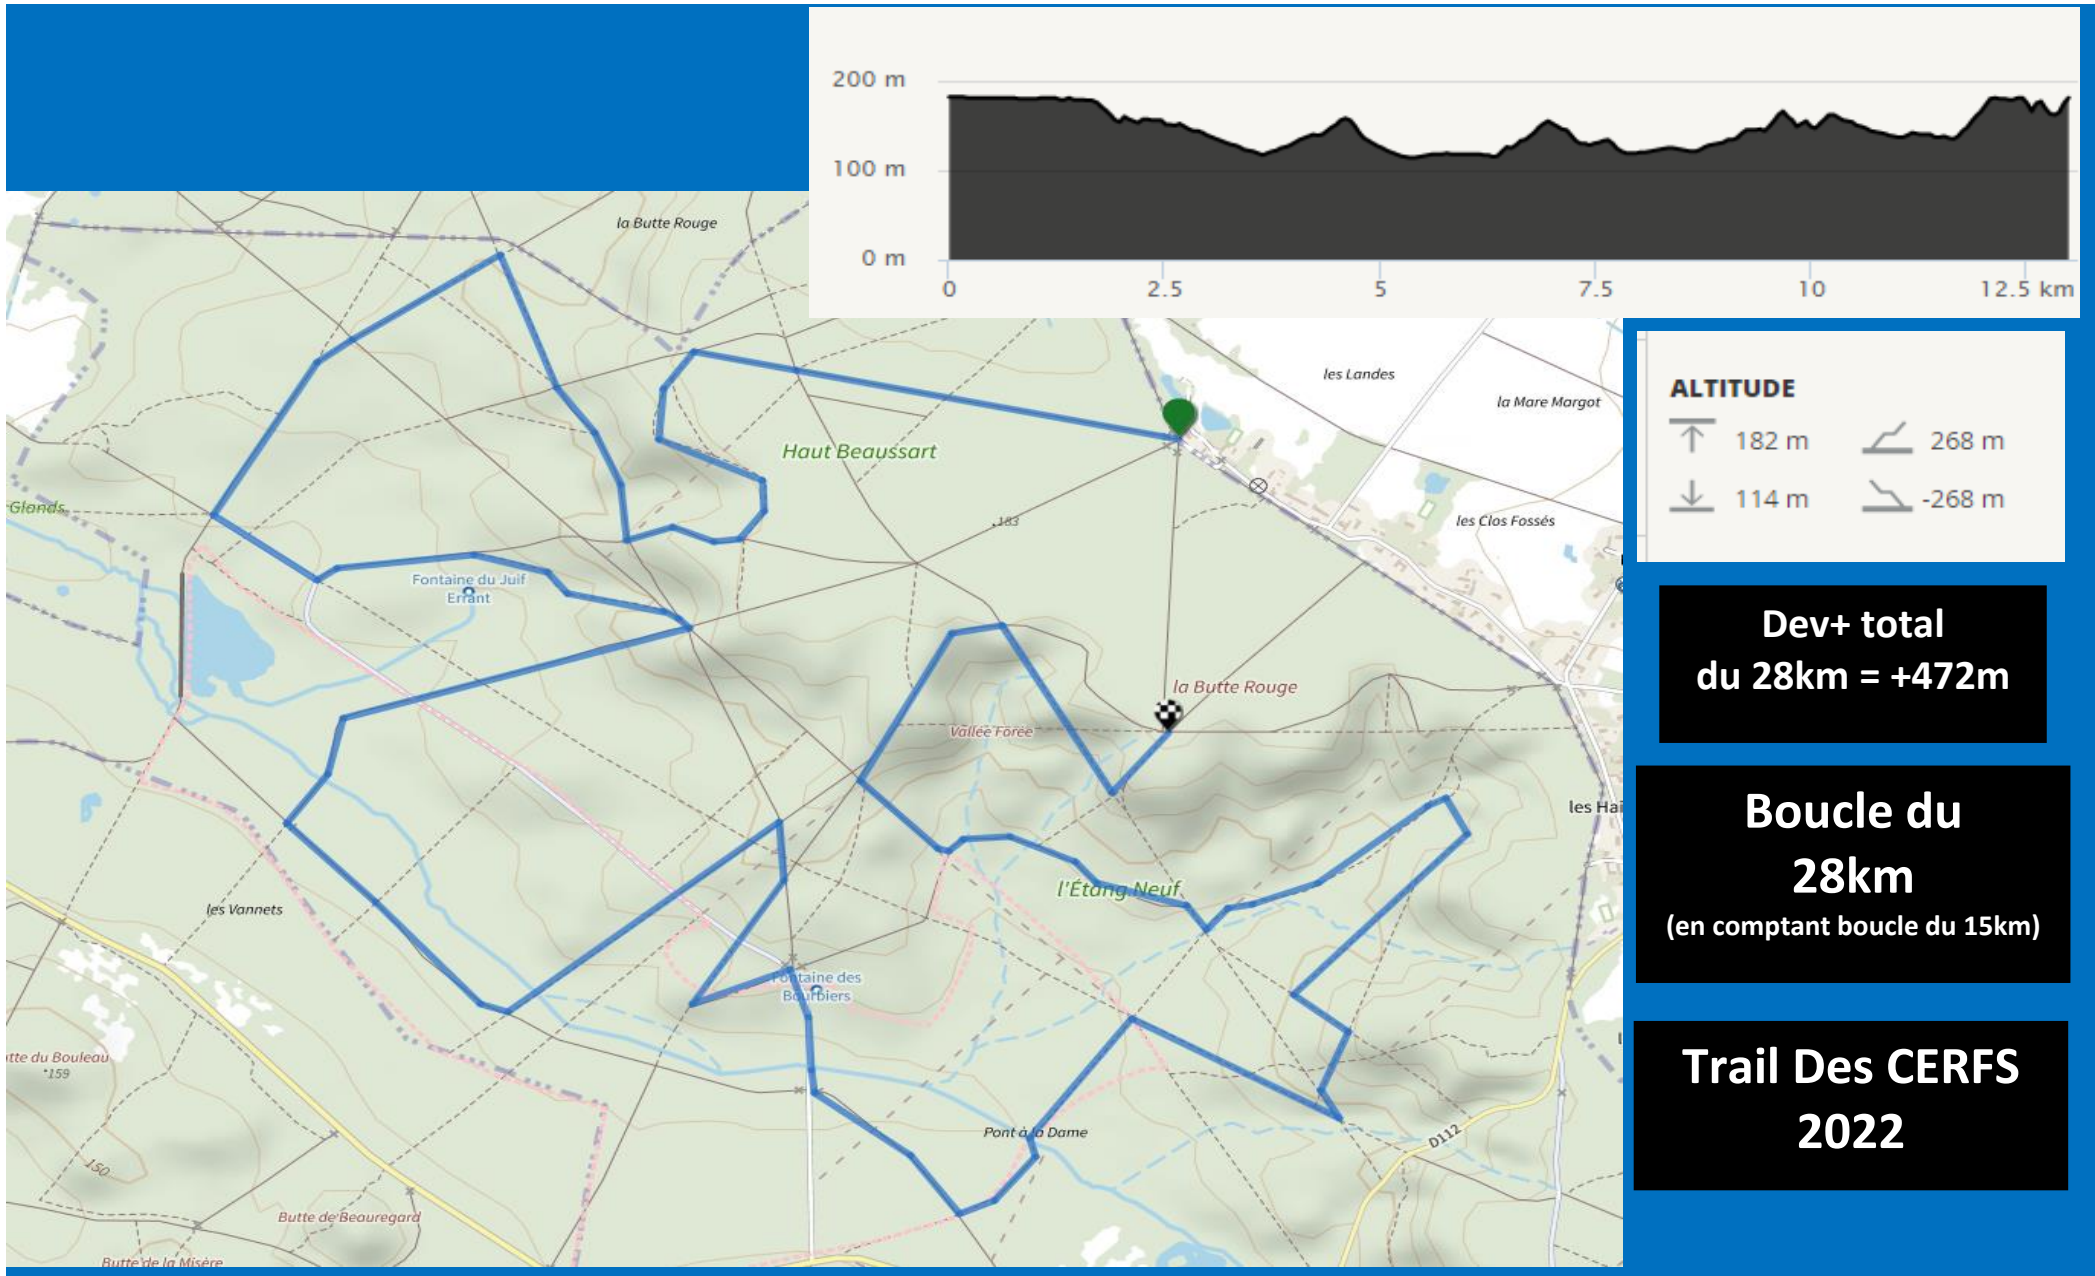 200 m
100 m
0 m
0
2.5
5
7.5
10
12.5 km
la Butte Rouge
les Landes
la Mare Margot
Haut Beaussart
Glands
.183
les Clos Fossés
Fontaine du Juif
Errant
la Butte Rouge
Vallée Forée
les Hai
l'Étang Neuf
les Vannets
Fontaine des
Bourbiers
tte du Bouleau
159
Pont à la Dame
D112
150
Butte de Beauregard
Butte de la Misère
ALTITUDE
182 m
268 m
114 m
-268 m
Dev+ total
du 28km = +472m
Boucle du
28km
(en comptant boucle du 15km)
Trail Des CERFS
2022